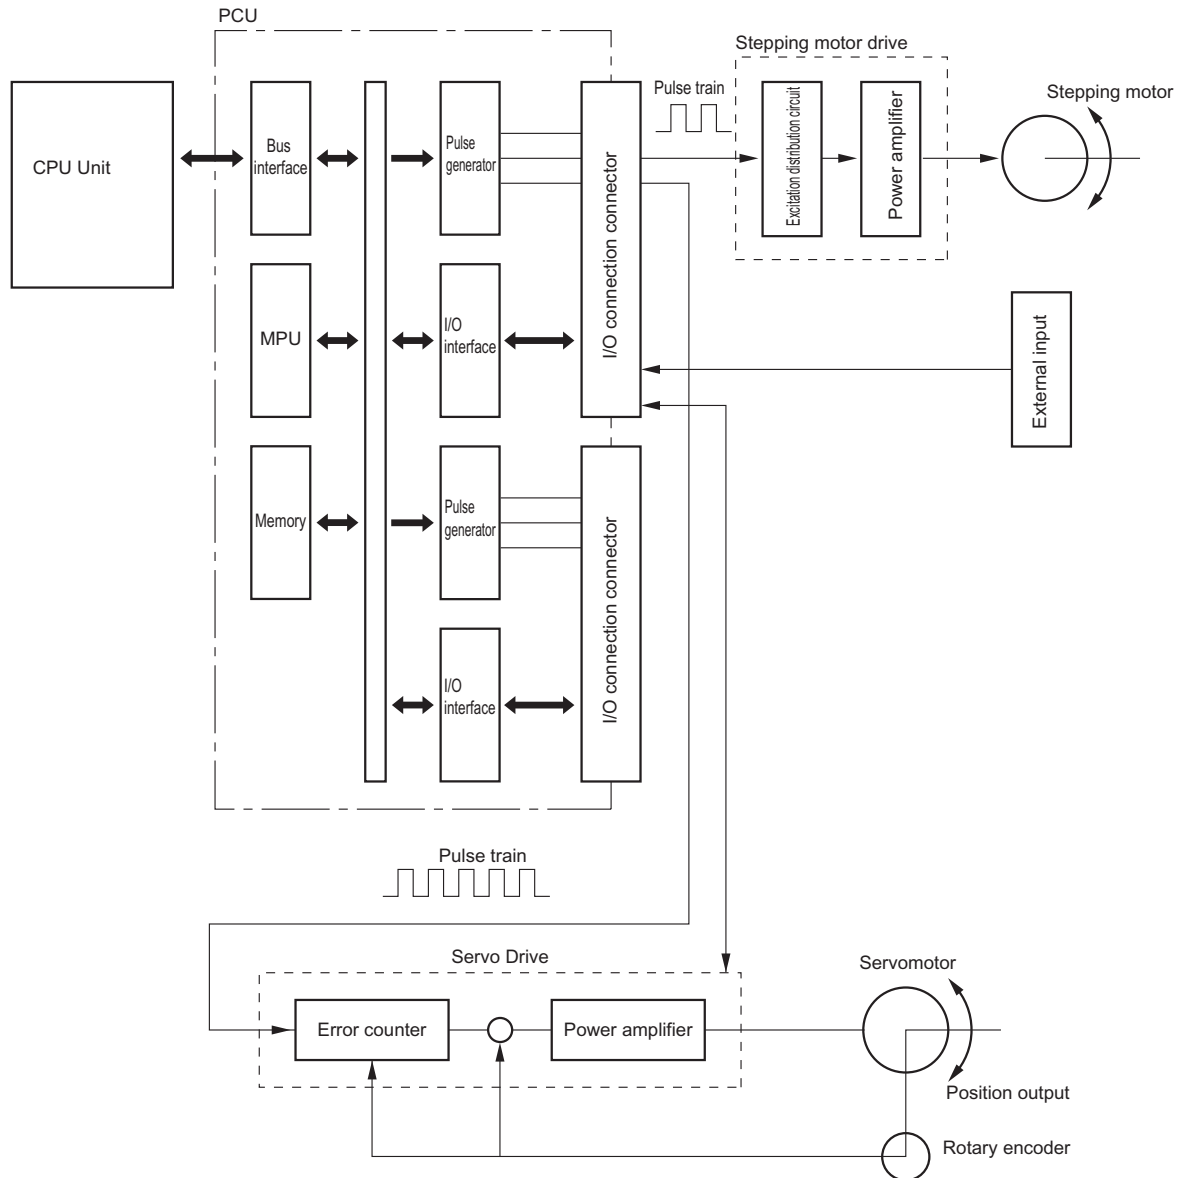 PCU
Stepping motor drive
Pulse train
Stepping motor
CPU Unit
Bus
interface
Pulse
generator
I/O connection connector
Excitation distribution circuit
Power amplifier
MPU
I/O
interface
External input
Memory
Pulse
generator
I/O connection connector
I/O
interface
Pulse train
Servo Drive
Servomotor
Error counter
Power amplifier
Position output
Rotary encoder